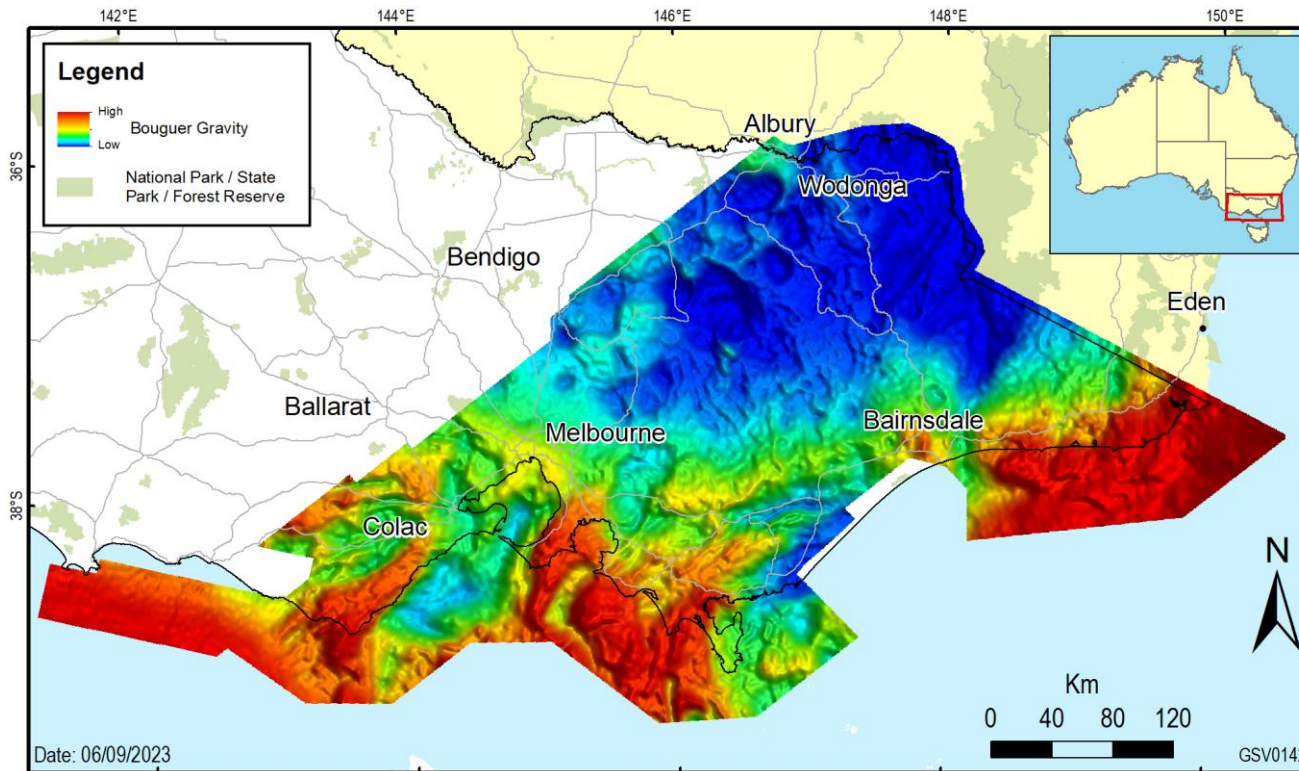 142°E
144°E
146°E
148°E
150°E
36°S
38°S
Legend
High
Low
Bouguer Gravity
National Park / State
Park / Forest Reserve
Albury
Wodonga
Bendigo
Eden
Ballarat
Melbourne
Bairnsdale
Colac
N
Km
0 40 80 120
Date: 06/09/2023